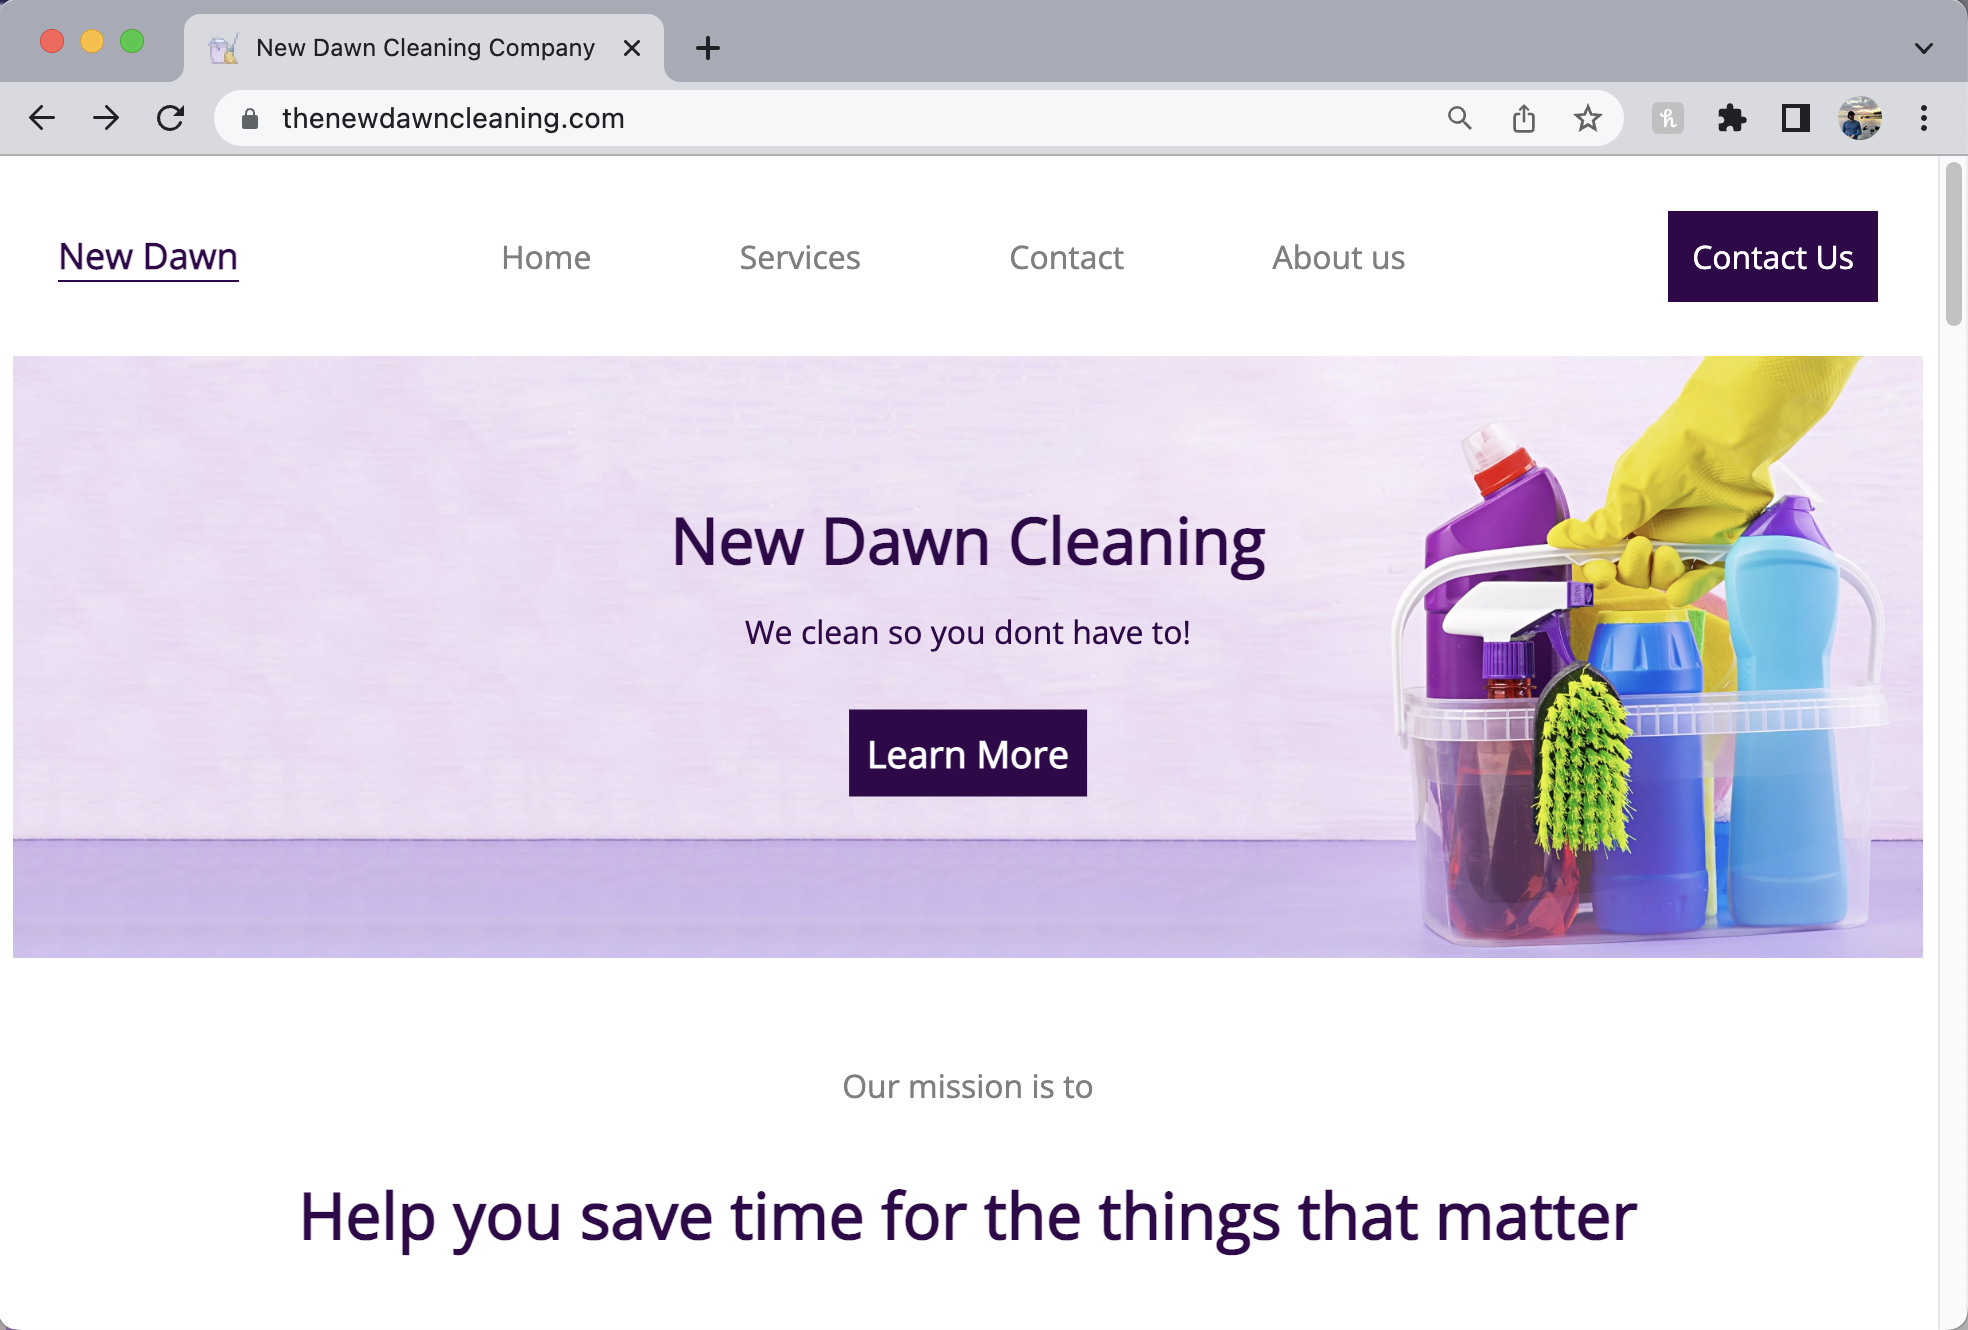 New Dawn Cleaning Company
thenewdawncleaning.com
New Dawn
Home
Services
Contact
About us
Contact Us
New Dawn Cleaning
We clean so you dont have to!
Learn More
Our mission is to
Help you save time for the things that matter